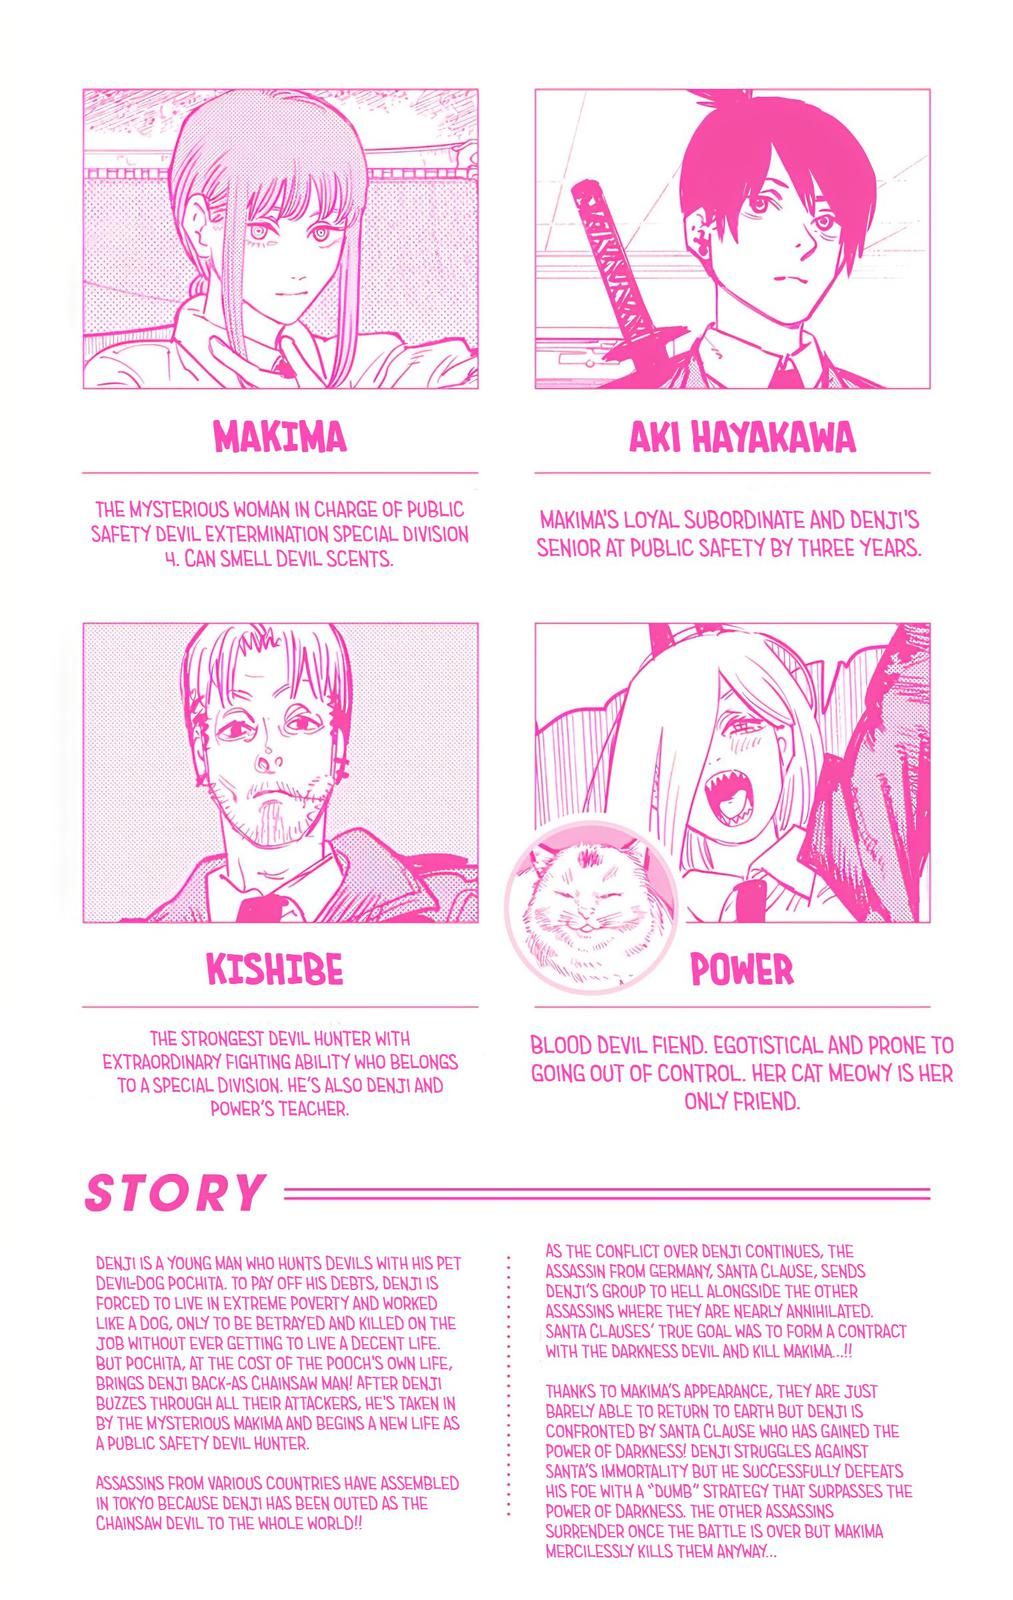 MAKIMA
THE MYSTERIOUS WOMAN IN CHARGE OF PUBLIC
SAFETY DEVIL EXTERMINATION SPECIAL DIVISION
4. CAN SMELL DEVIL SCENTS.
AKI HAYAKAWA
MAKIMA'S LOYAL SUBORDINATE AND DENJI'S
SENIOR AT PUBLIC SAFETY BY THREE YEARS.
KISHIBE
THE STRONGEST DEVIL HUNTER WITH
EXTRAORDINARY FIGHTING ABILITY WHO BELONGS
TO A SPECIAL DIVISION. HE'S ALSO DENJI AND
POWER'S TEACHER.
POWER
BLOOD DEVIL FIEND. EGOTISTICAL AND PRONE TO
GOING OUT OF CONTROL. HER CAT MEOWY IS HER
ONLY FRIEND.
STORY
DENJI IS A YOUNG MAN WHO HUNTS DEVILS WITH HIS PET
DEVIL-DOG POCHITA. TO PAY OFF HIS DEBTS, DENJI IS
FORCED TO LIVE IN EXTREME POVERTY AND WORKED
LIKE A DOG, ONLY TO BE BETRAYED AND KILLED ON THE
JOB WITHOUT EVER GETTING TO LIVE A DECENT LIFE.
BUT POCHITA, AT THE COST OF THE POOCH'S OWN LIFE,
BRINGS DENJI BACK-AS CHAINSAW MAN! AFTER DENJI
BUZZES THROUGH ALL THEIR ATTACKERS, HE'S TAKEN IN
BY THE MYSTERIOUS MAKIMA AND BEGINS A NEW LIFE AS
A PUBLIC SAFETY DEVIL HUNTER.
ASSASSINS FROM VARIOUS COUNTRIES HAVE ASSEMBLED
IN TOKYO BECAUSE DENJI HAS BEEN OUTED AS THE
CHAINSAW DEVIL TO THE WHOLE WORLD!!
AS THE CONFLICT OVER DENJI CONTINUES, THE
ASSASSIN FROM GERMANY, SANTA CLAUSE, SENDS
DENJI'S GROUP TO HELL ALONGSIDE THE OTHER
ASSASSINS WHERE THEY ARE NEARLY ANNIHILATED.
SANTA CLAUSES' TRUE GOAL WAS TO FORM A CONTRACT
WITH THE DARKNESS DEVIL AND KILL MAKIMA...!!
THANKS TO MAKIMA'S APPEARANCE, THEY ARE JUST
BARELY ABLE TO RETURN TO EARTH BUT DENJI IS
CONFRONTED BY SANTA CLAUSE WHO HAS GAINED THE
POWER OF DARKNESS! DENJI STRUGGLES AGAINST
SANTA'S IMMORTALITY BUT HE SUCCESSFULLY DEFEATS
HIS FOE WITH A "DUMB" STRATEGY THAT SURPASSES THE
POWER OF DARKNESS. THE OTHER ASSASSINS
SURRENDER ONCE THE BATTLE IS OVER BUT MAKIMA
MERCILESSLY KILLS THEM ANYWAY...